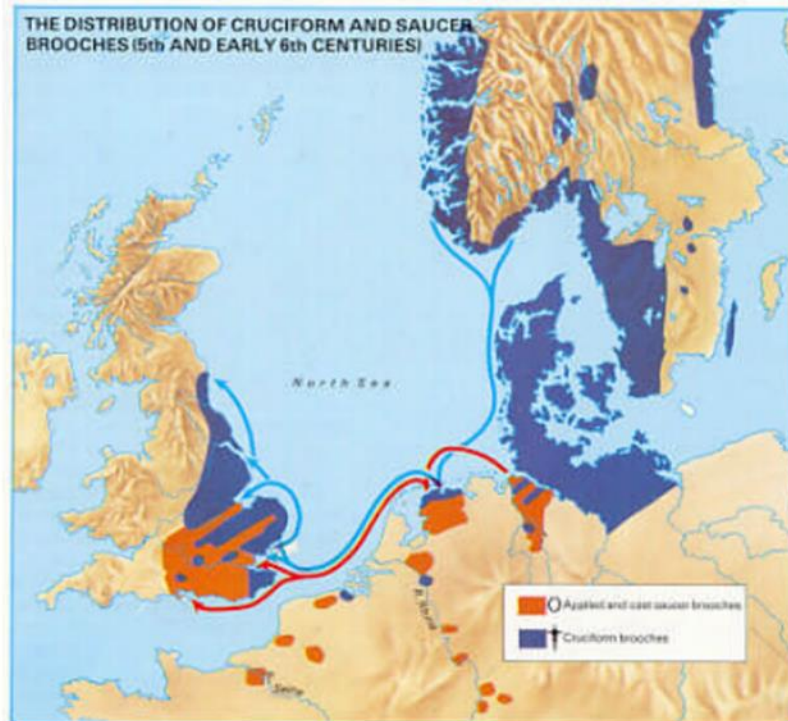 THE DISTRIBUTION OF CRUCIFORM AND SAUCER
BROOCHES (5th AND EARLY 6th CENTURIES)
North Sea
R. Rhine
Seine
Applied and cast saucer brooches
Cruciform brooches